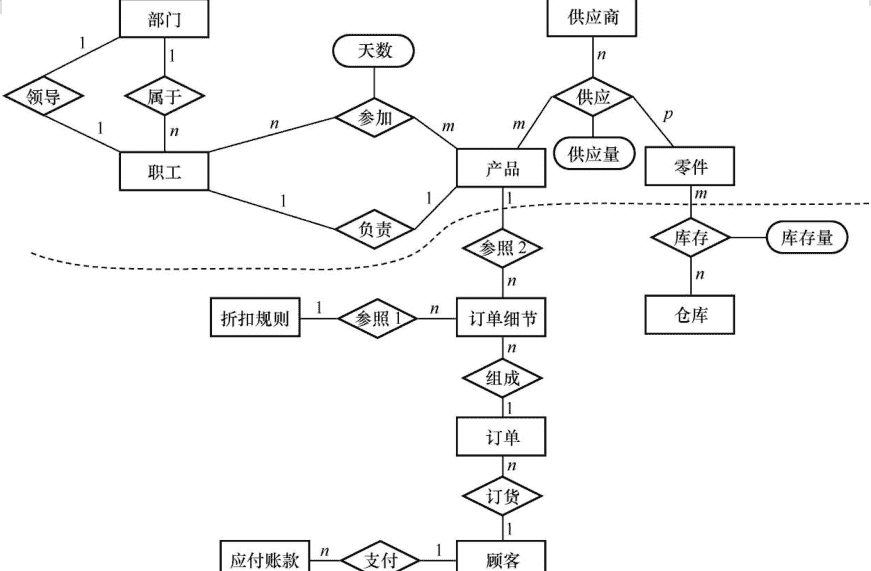 部门
供应商
1
1
n
天数
领导
属于
供应
参加
1
n
n
m
m
p
供应量
职工
产品
零件
1
1
1
m
负责
参照2
库存
库存量
n
n
折扣规则
1
参照1
n
订单细节
仓库
n
组成
1
订单
n
订货
1
应付账款
n
支付
1
顾客